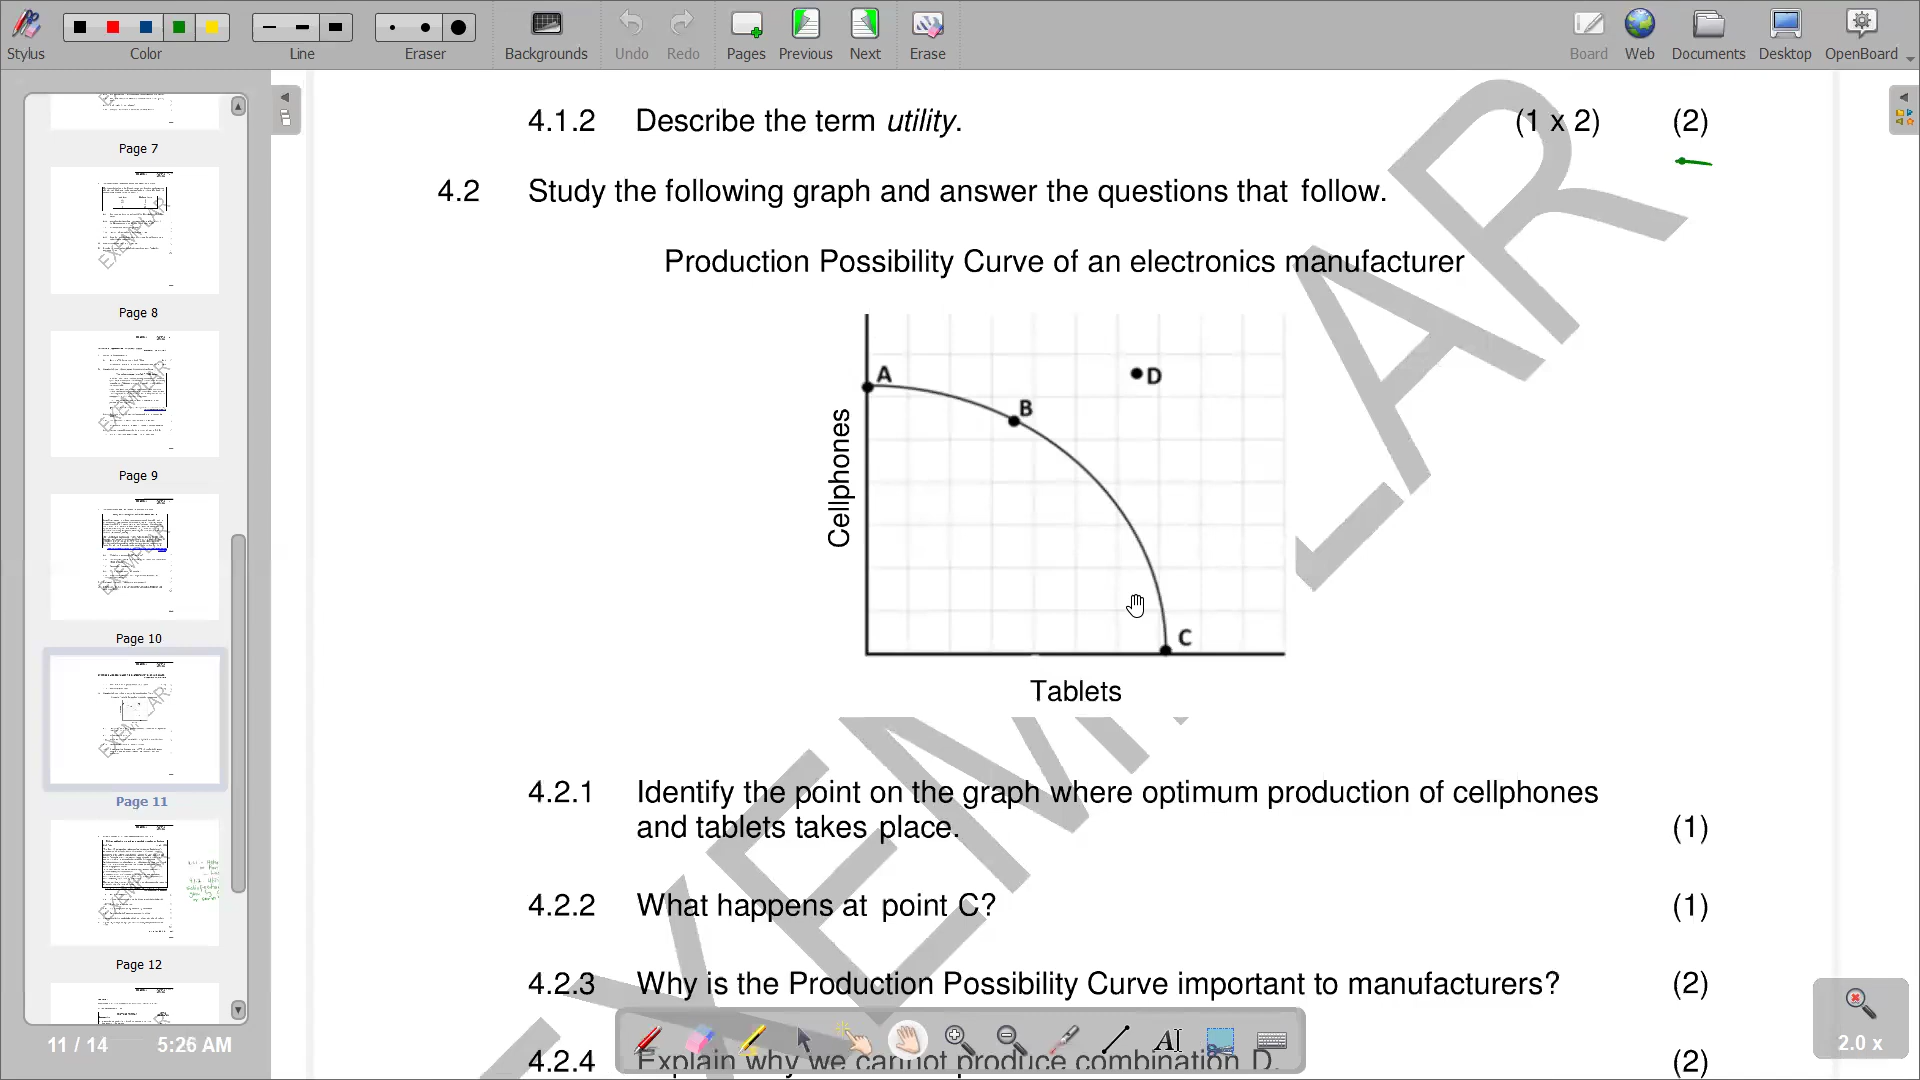 Stylus
Color
Line
Eraser
Backgrounds
Undo
Redo
Pages
Previous
Next
Erase
Board
Web
Documents
Desktop
OpenBoard
Page 7
Page 8
Page 9
Page 10
Page 11
Page 12
11 / 14 5:26 AM
4.1.2 Describe the term utility. (1 x 2) (2)
4.2 Study the following graph and answer the questions that follow.
Production Possibility Curve of an electronics manufacturer
A
B
D
C
Cellphones
Tablets
4.2.1 Identify the point on the graph where optimum production of cellphones
and tablets takes place. (1)
4.2.2 What happens at point C? (1)
4.2.3 Why is the Production Possibility Curve important to manufacturers? (2)
4.2.4 Explain why we cannot produce combination D. (2)
2.0 x